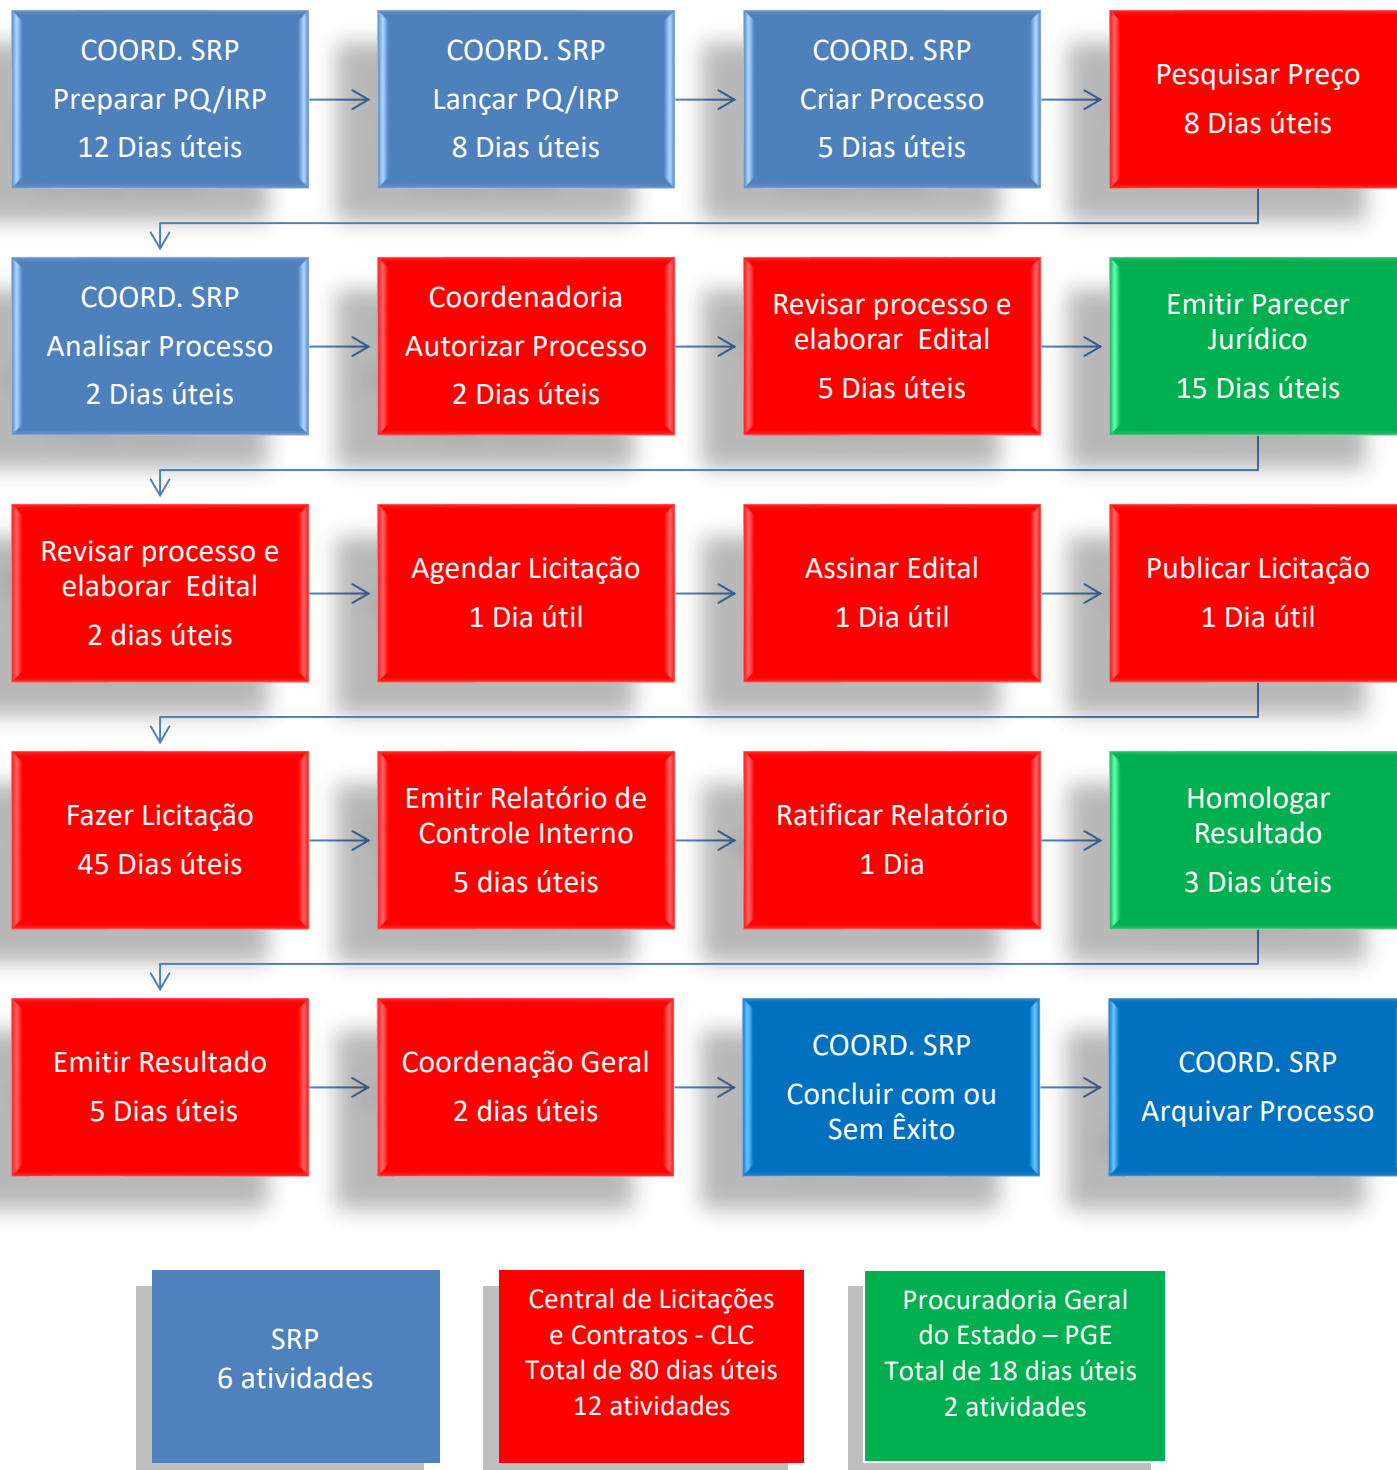 COORD. SRP
Preparar PQ/IRP
12 Dias úteis
COORD. SRP
Lançar PQ/IRP
8 Dias úteis
COORD. SRP
Criar Processo
5 Dias úteis
Pesquisar Preço
8 Dias úteis
COORD. SRP
Analisar Processo
2 Dias úteis
Coordenadoria
Autorizar Processo
2 Dias úteis
Revisar processo e
elaborar  Edital
5 Dias úteis
Emitir Parecer
Jurídico
15 Dias úteis
Revisar processo e
elaborar  Edital
2 dias úteis
Agendar Licitação
1 Dia útil
Assinar Edital
1 Dia útil
Publicar Licitação
1 Dia útil
Fazer Licitação
45 Dias úteis
Emitir Relatório de
Controle Interno
5 dias úteis
Ratificar Relatório
1 Dia
Homologar
Resultado
3 Dias úteis
Emitir Resultado
5 Dias úteis
Coordenação Geral
2 dias úteis
COORD. SRP
Concluir com ou
Sem Êxito
COORD. SRP
Arquivar Processo
SRP
6 atividades
Central de Licitações
e Contratos - CLC
Total de 80 dias úteis
12 atividades
Procuradoria Geral
do Estado – PGE
Total de 18 dias úteis
2 atividades